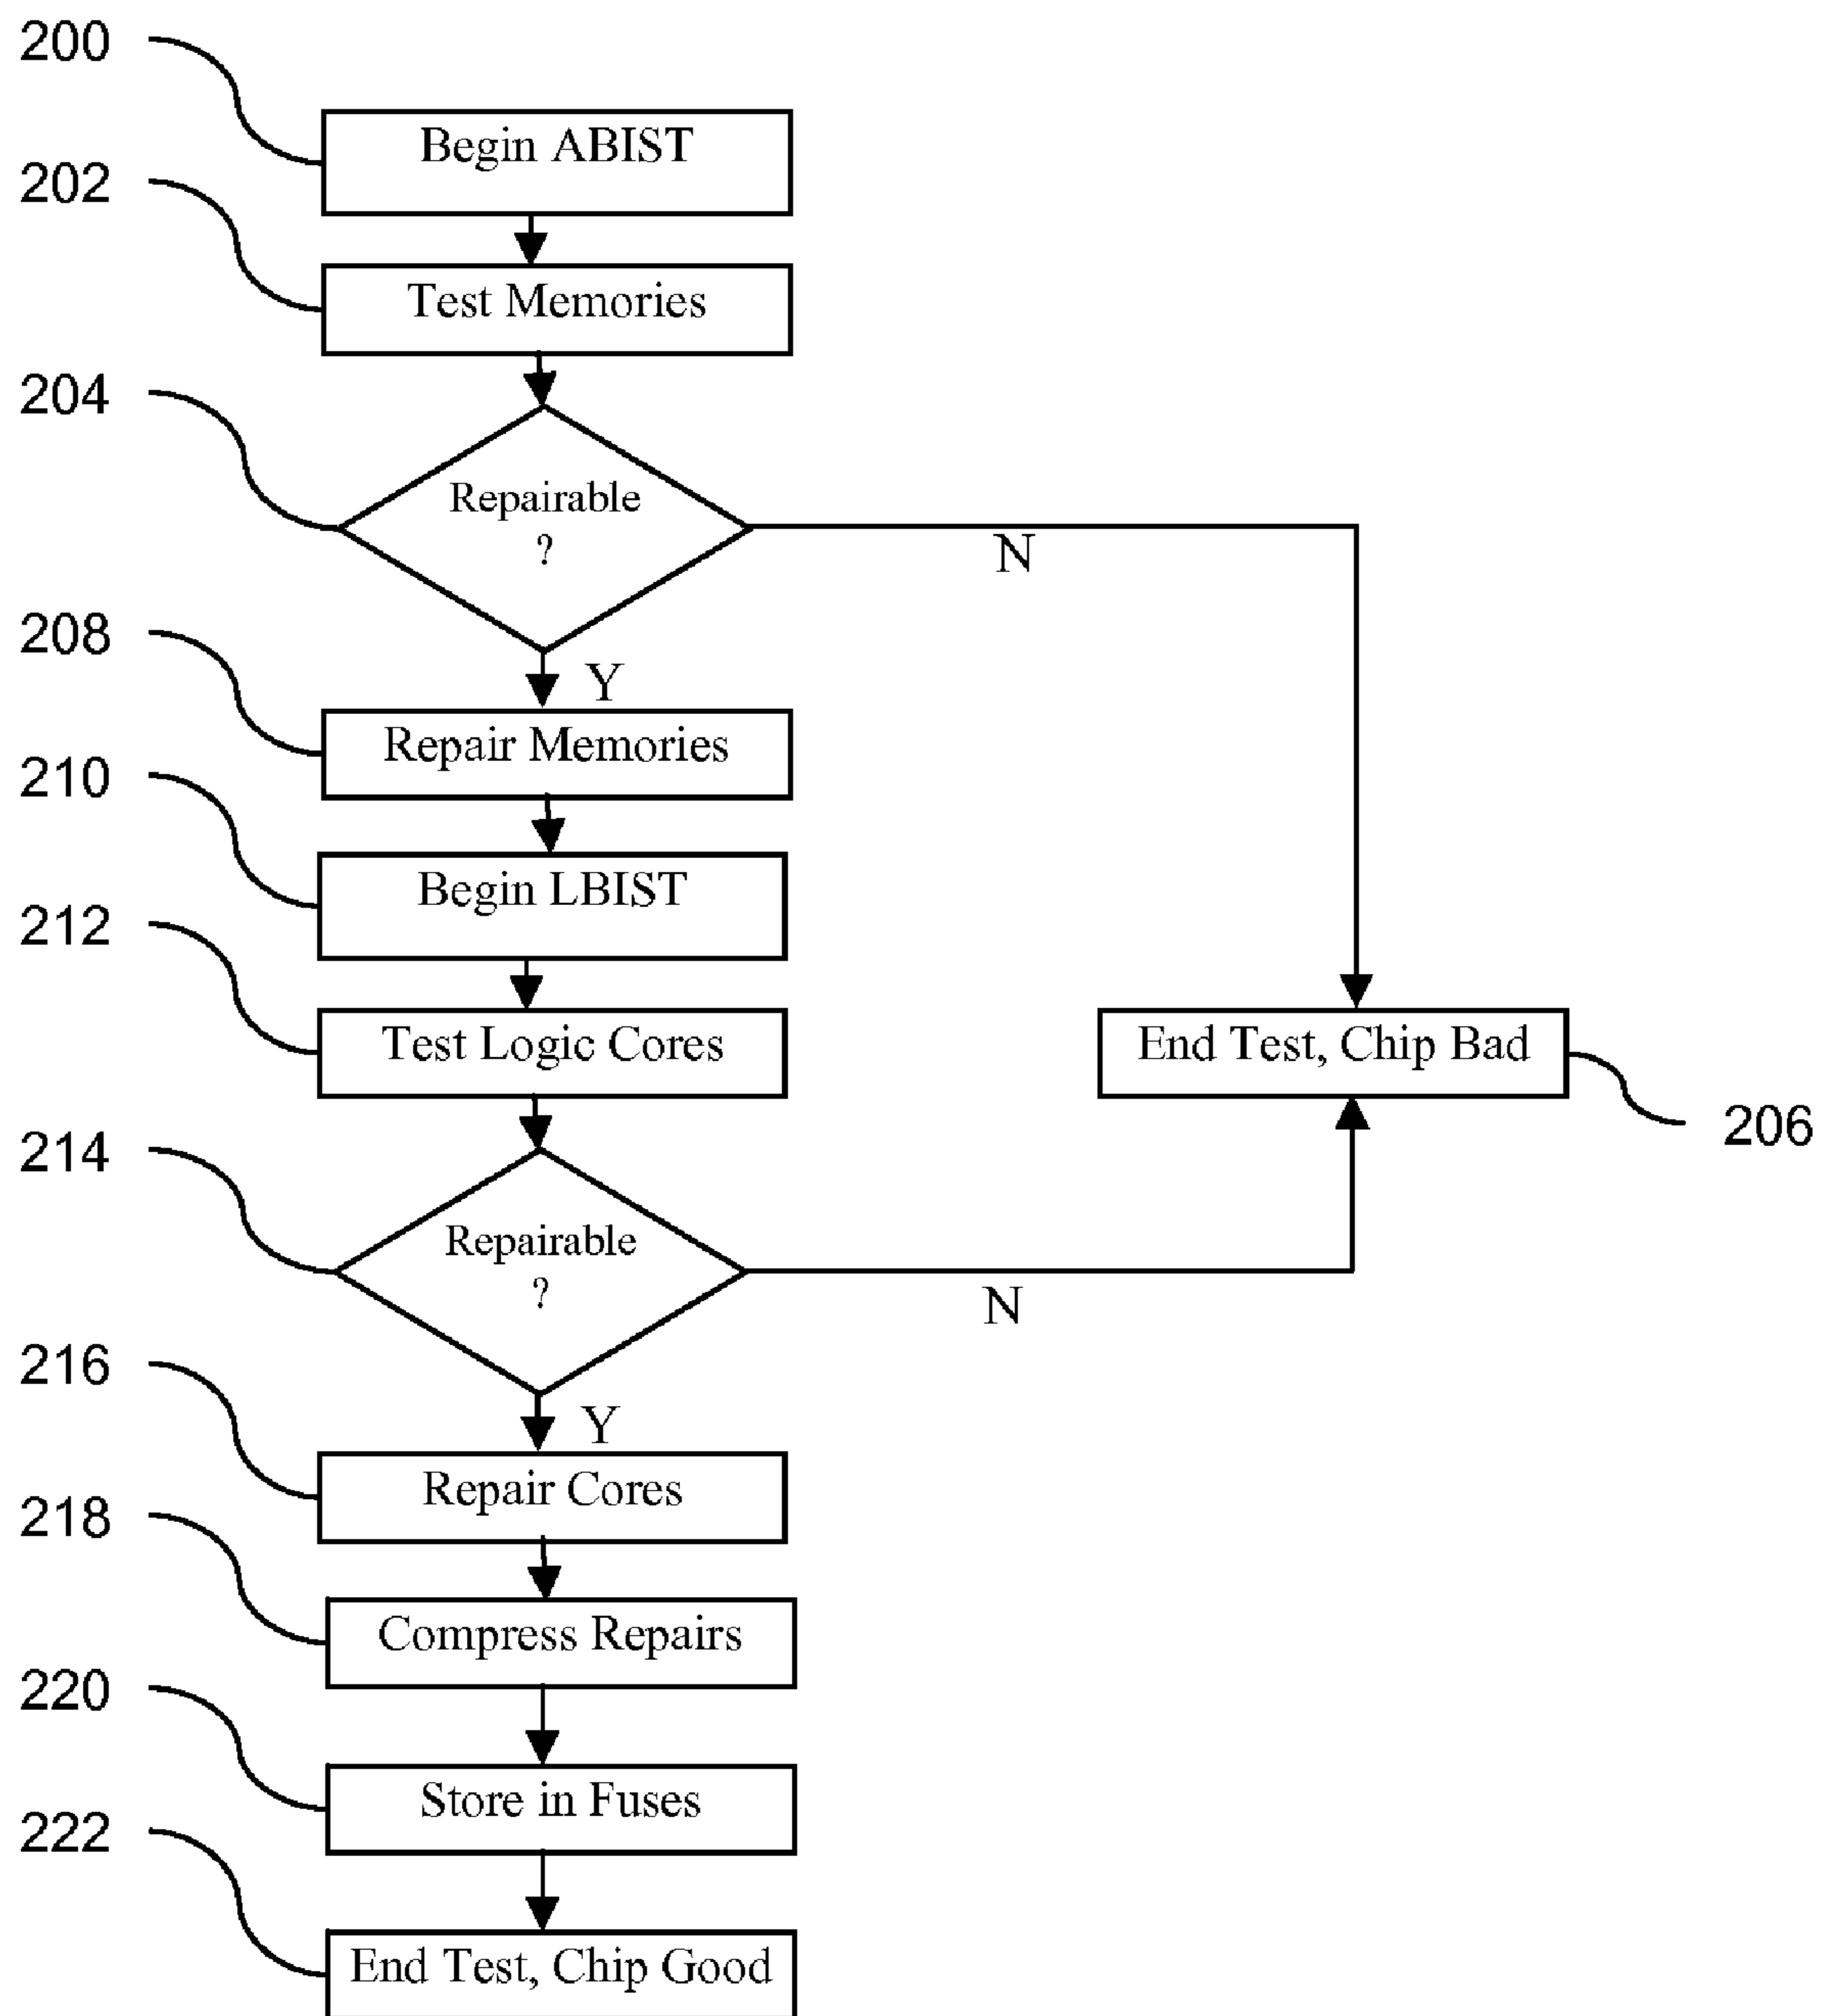 200
Begin ABIST
202
Test Memories
204
Repairable
?
N
Y
208
Repair Memories
210
Begin LBIST
212
Test Logic Cores
End Test, Chip Bad
206
214
Repairable
?
N
Y
216
Repair Cores
218
Compress Repairs
220
Store in Fuses
222
End Test, Chip Good